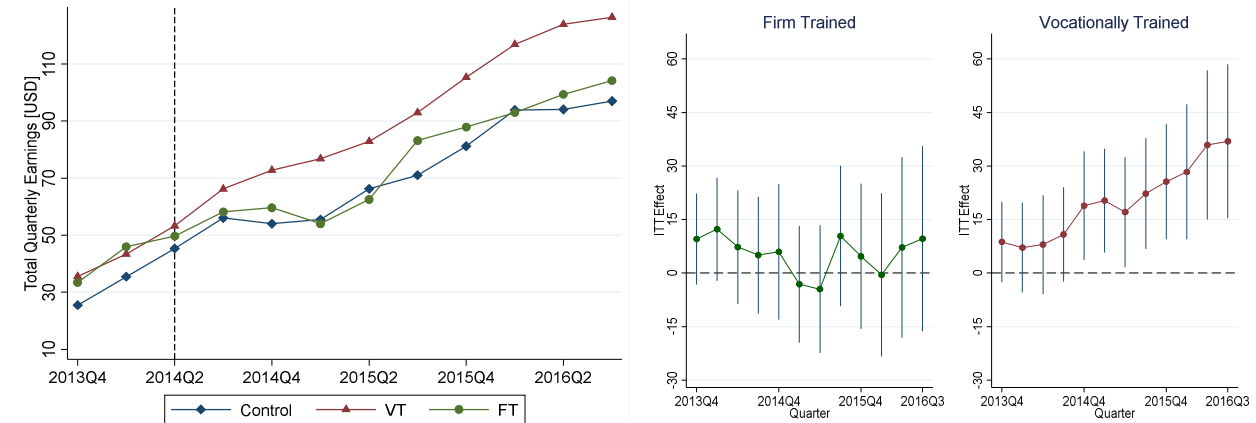 Total Quarterly Earnings [USD]
110
90
70
50
30
10
2013Q4 2014Q2 2014Q4 2015Q2 2015Q4 2016Q2
Control VT FT
Firm Trained
ITT Effect
60
45
30
15
0
-15
-30
2013Q4 2014Q4 2015Q4 2016Q3
Quarter
Vocationally Trained
ITT Effect
60
45
30
15
0
-15
-30
2013Q4 2014Q4 2015Q4 2016Q3
Quarter